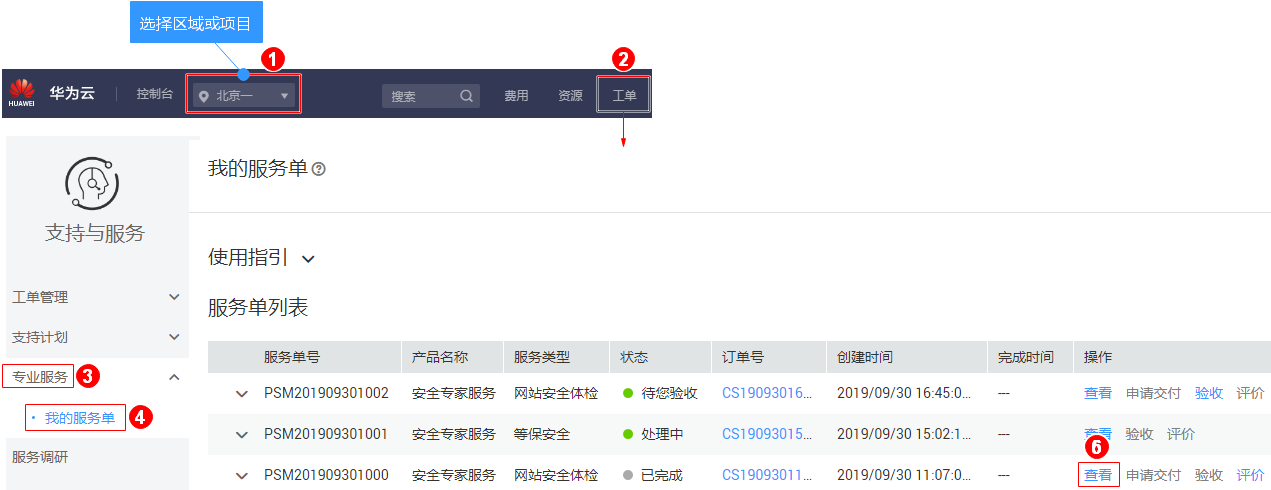 选择区域或项目
1
2
HUAWEI 华为云 控制台 北京一 搜索 费用 资源 工单
我的服务单 ?
支持与服务
使用指引
工单管理
服务单列表
支持计划
服务单号 产品名称 服务类型 状态 订单号 创建时间 完成时间 操作
专业服务 3
PSM201909301002 安全专家服务 网站安全体检 待您验收 CS19093016... 2019/09/30 16:45:0... --- 查看 申请交付 验收 评价
我的服务单 4
PSM201909301001 安全专家服务 等保安全 处理中 CS19093015... 2019/09/30 15:02:1... --- 查看 验收 评价
6
服务调研
PSM201909301000 安全专家服务 网站安全体检 已完成 CS19093011... 2019/09/30 11:07:0... --- 查看 申请交付 验收 评价